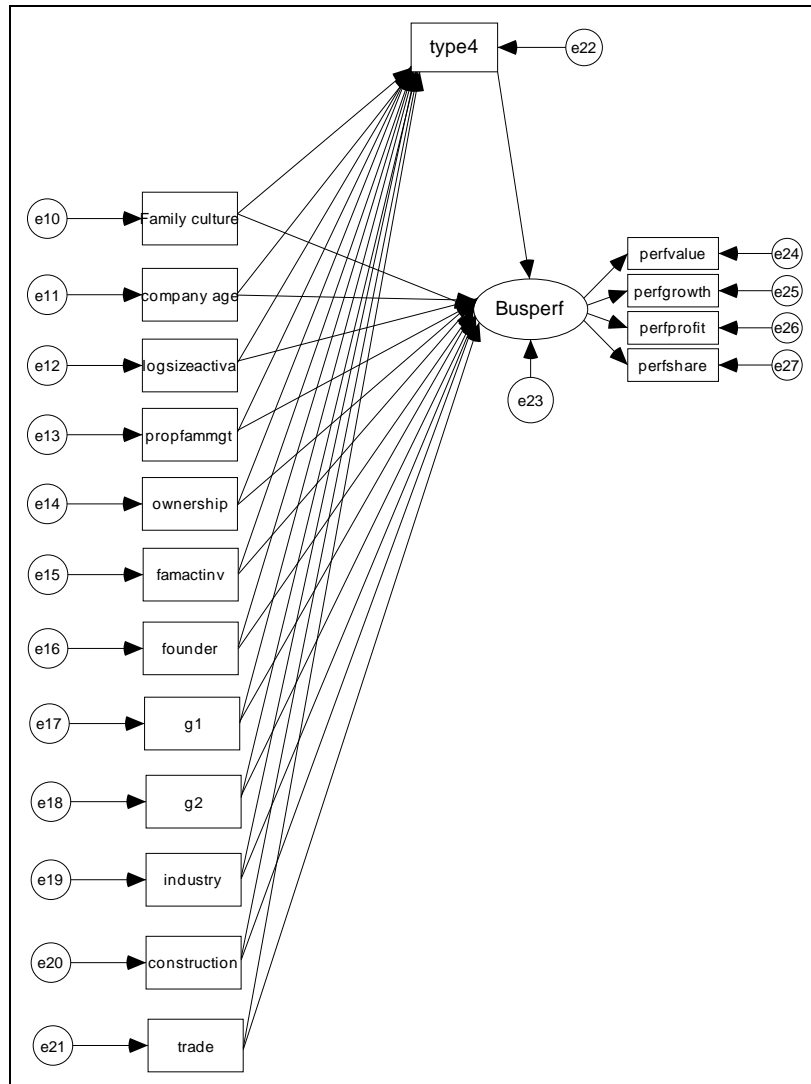 type4
e22
e10
Family culture
e11
company age
e12
logsizeactiva
e13
propfammgt
e14
ownership
e15
famactinv
e16
founder
e17
g1
e18
g2
e19
industry
e20
construction
e21
trade
Busperf
e23
perfvalue
e24
perfgrowth
e25
perfprofit
e26
perfshare
e27